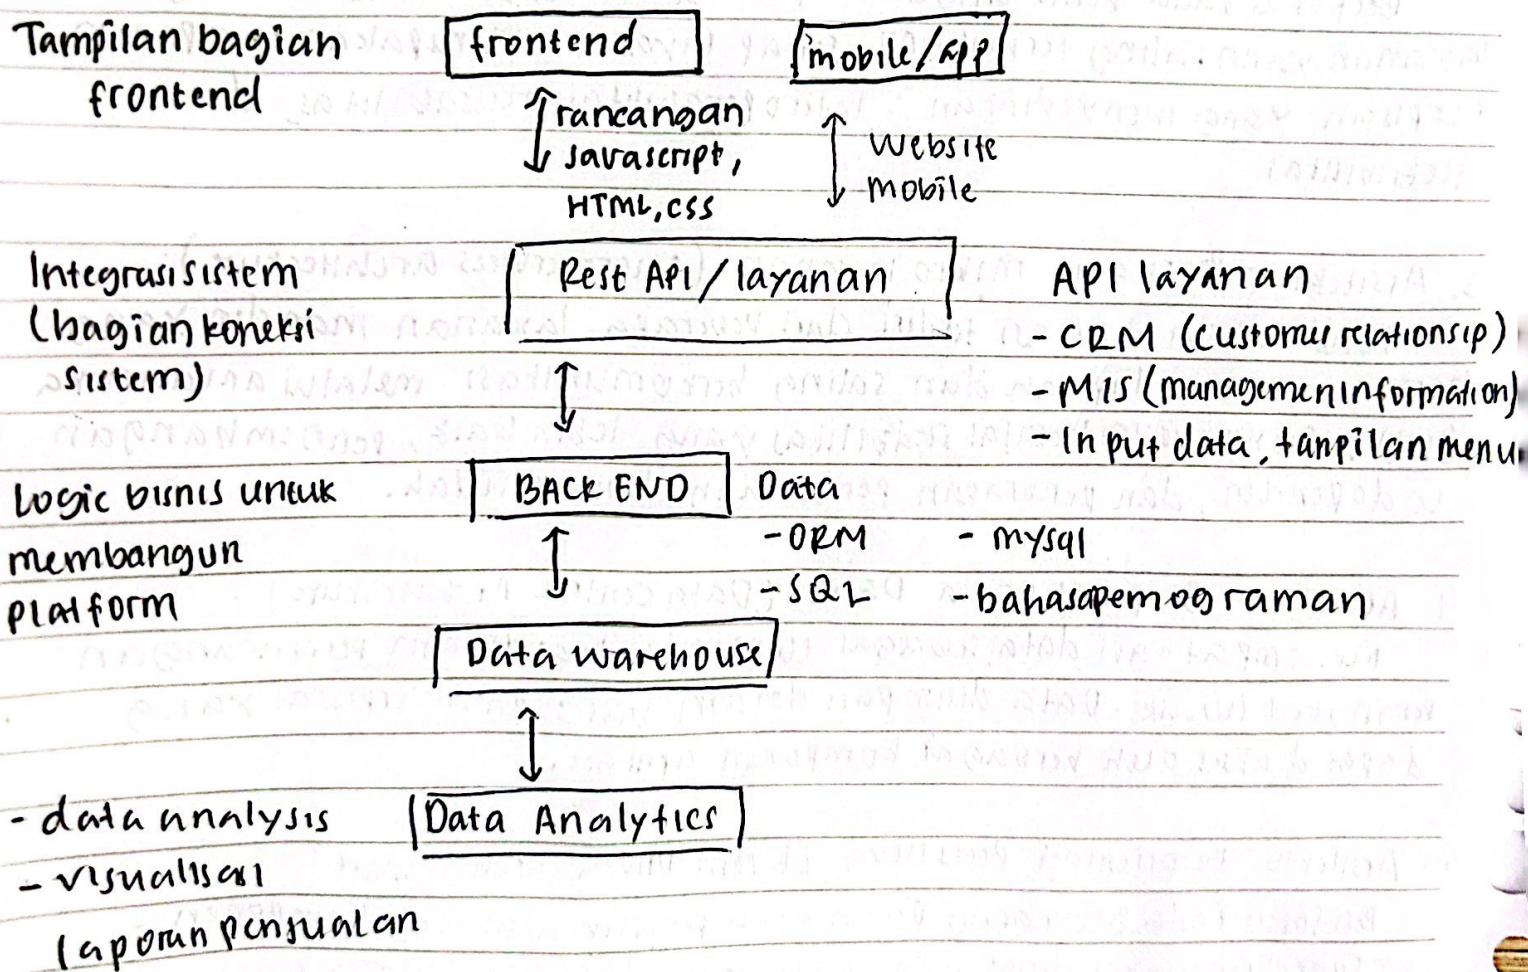 Tampilan bagian
frontend
frontend
mobile/app
rancangan
Javascript,
HTML, CSS
Website
mobile
Integrasi sistem
(bagian koneksi
sistem)
Rest API / layanan
API layanan
- CRM (customer relationsip)
- MIS (managemen information)
- Input data, tanpilan menu
Logic bisnis untuk
membangun
platform
BACK END
Data
- ORM
- mysql
- SQL
- bahasa pemograman
Data Warehouse
- data analysis
- visualisasi
laporan penjualan
Data Analytics